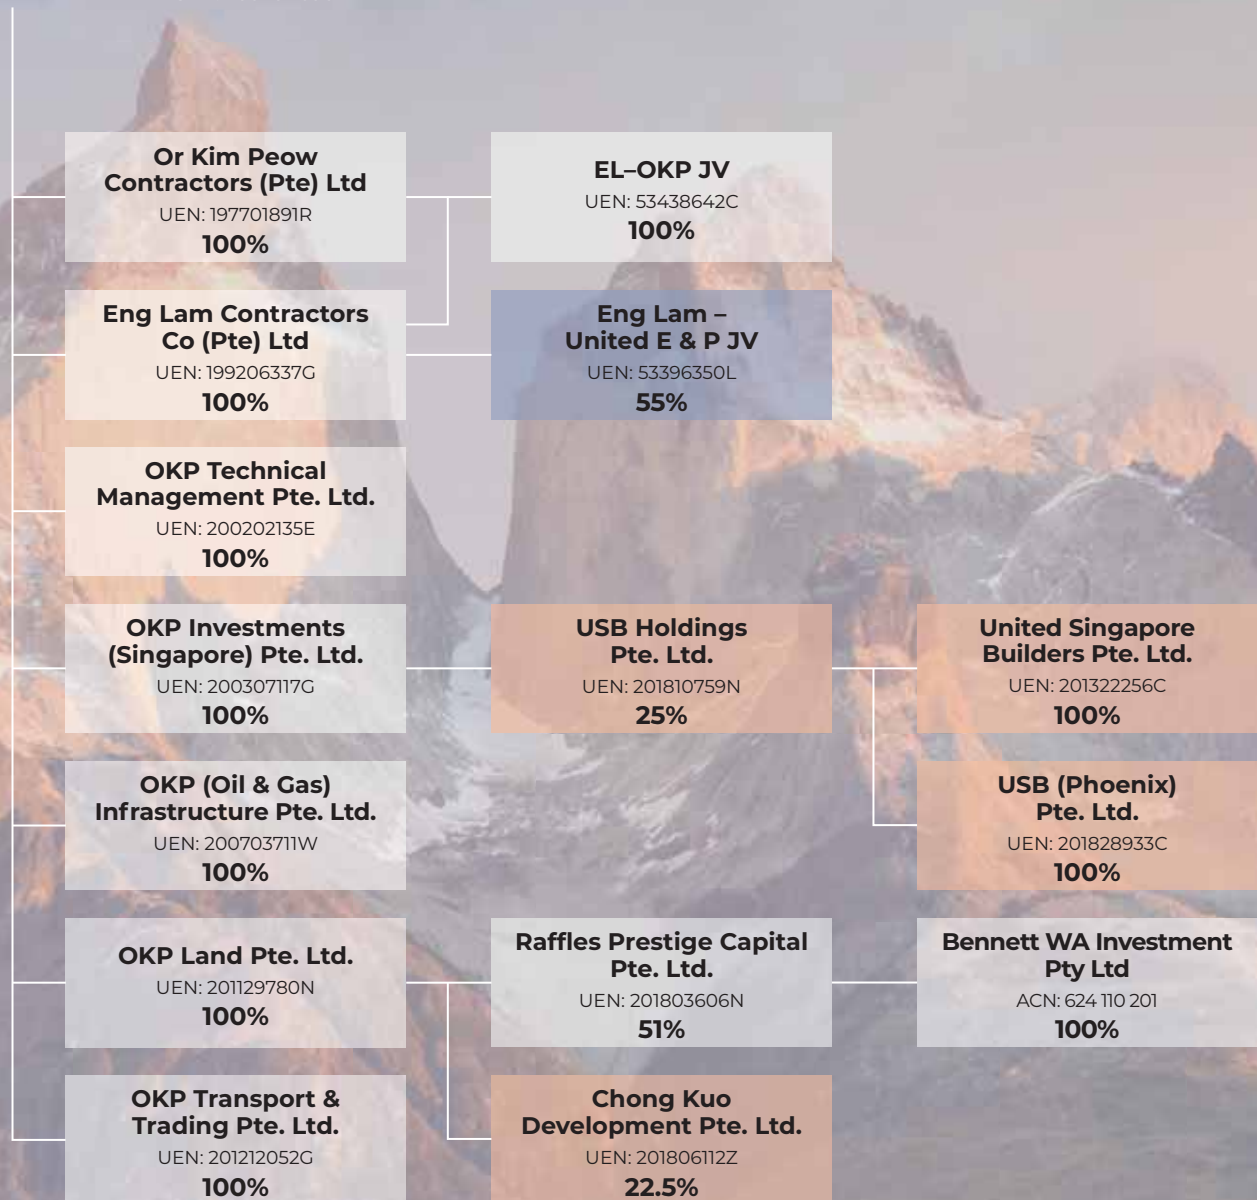 Or Kim Peow
Contractors (Pte) Ltd
UEN: 197701891R
100%
EL–OKP JV
UEN: 53438642C
100%
Eng Lam Contractors
Co (Pte) Ltd
UEN: 199206337G
100%
Eng Lam –
United E & P JV
UEN: 53396350L
55%
OKP Technical
Management Pte. Ltd.
UEN: 200202135E
100%
OKP Investments
(Singapore) Pte. Ltd.
UEN: 200307117G
100%
USB Holdings
Pte. Ltd.
UEN: 201810759N
25%
United Singapore
Builders Pte. Ltd.
UEN: 201322256C
100%
OKP (Oil & Gas)
Infrastructure Pte. Ltd.
UEN: 200703711W
100%
USB (Phoenix)
Pte. Ltd.
UEN: 201828933C
100%
OKP Land Pte. Ltd.
UEN: 201129780N
100%
Raffles Prestige Capital
Pte. Ltd.
UEN: 201803606N
51%
Bennett WA Investment
Pty Ltd
ACN: 624 110 201
100%
OKP Transport &
Trading Pte. Ltd.
UEN: 201212052G
100%
Chong Kuo
Development Pte. Ltd.
UEN: 201806112Z
22.5%